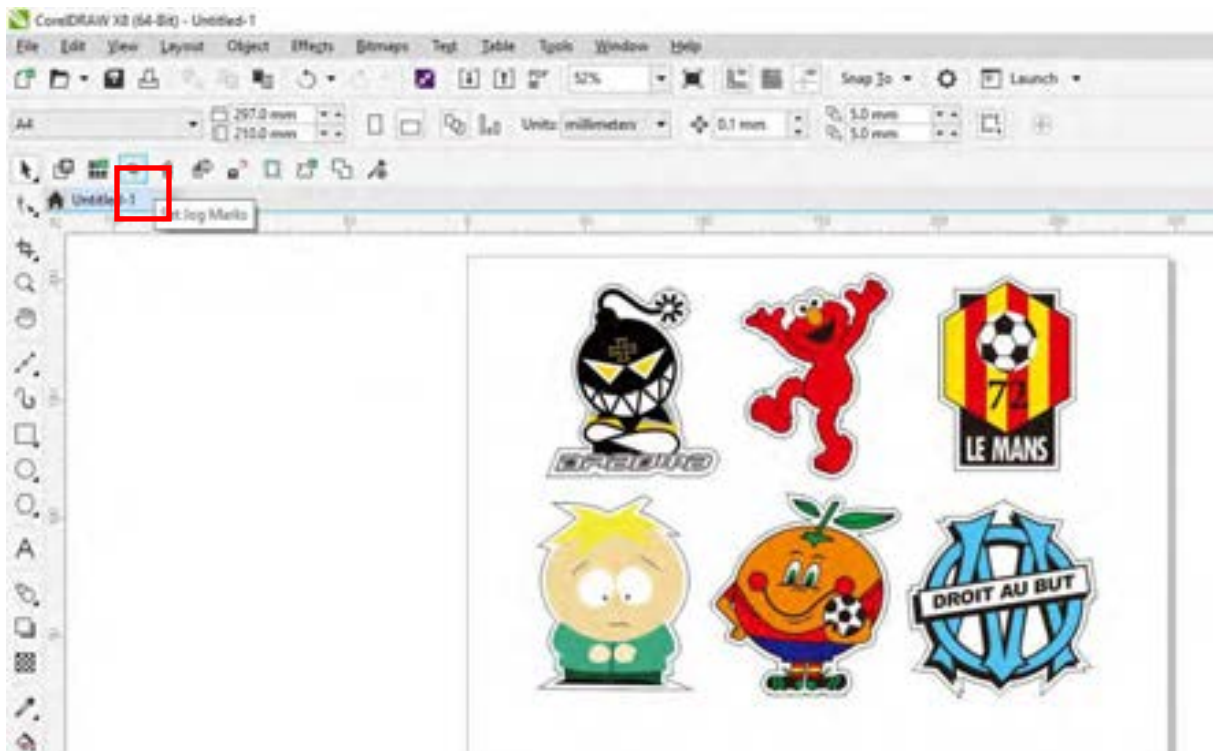 CorelDRAW X8 (64-Bit) - Untitled-1
File Edit View Layout Object Effects Bitmaps Text Table Tools Window Help
52% Snap To Launch
A4 297.0 mm 210.0 mm Units: millimeters 0.1 mm 5.0 mm 5.0 mm
Untitled-1
Jog Marks
72
LE MANS
DROIT AU BUT